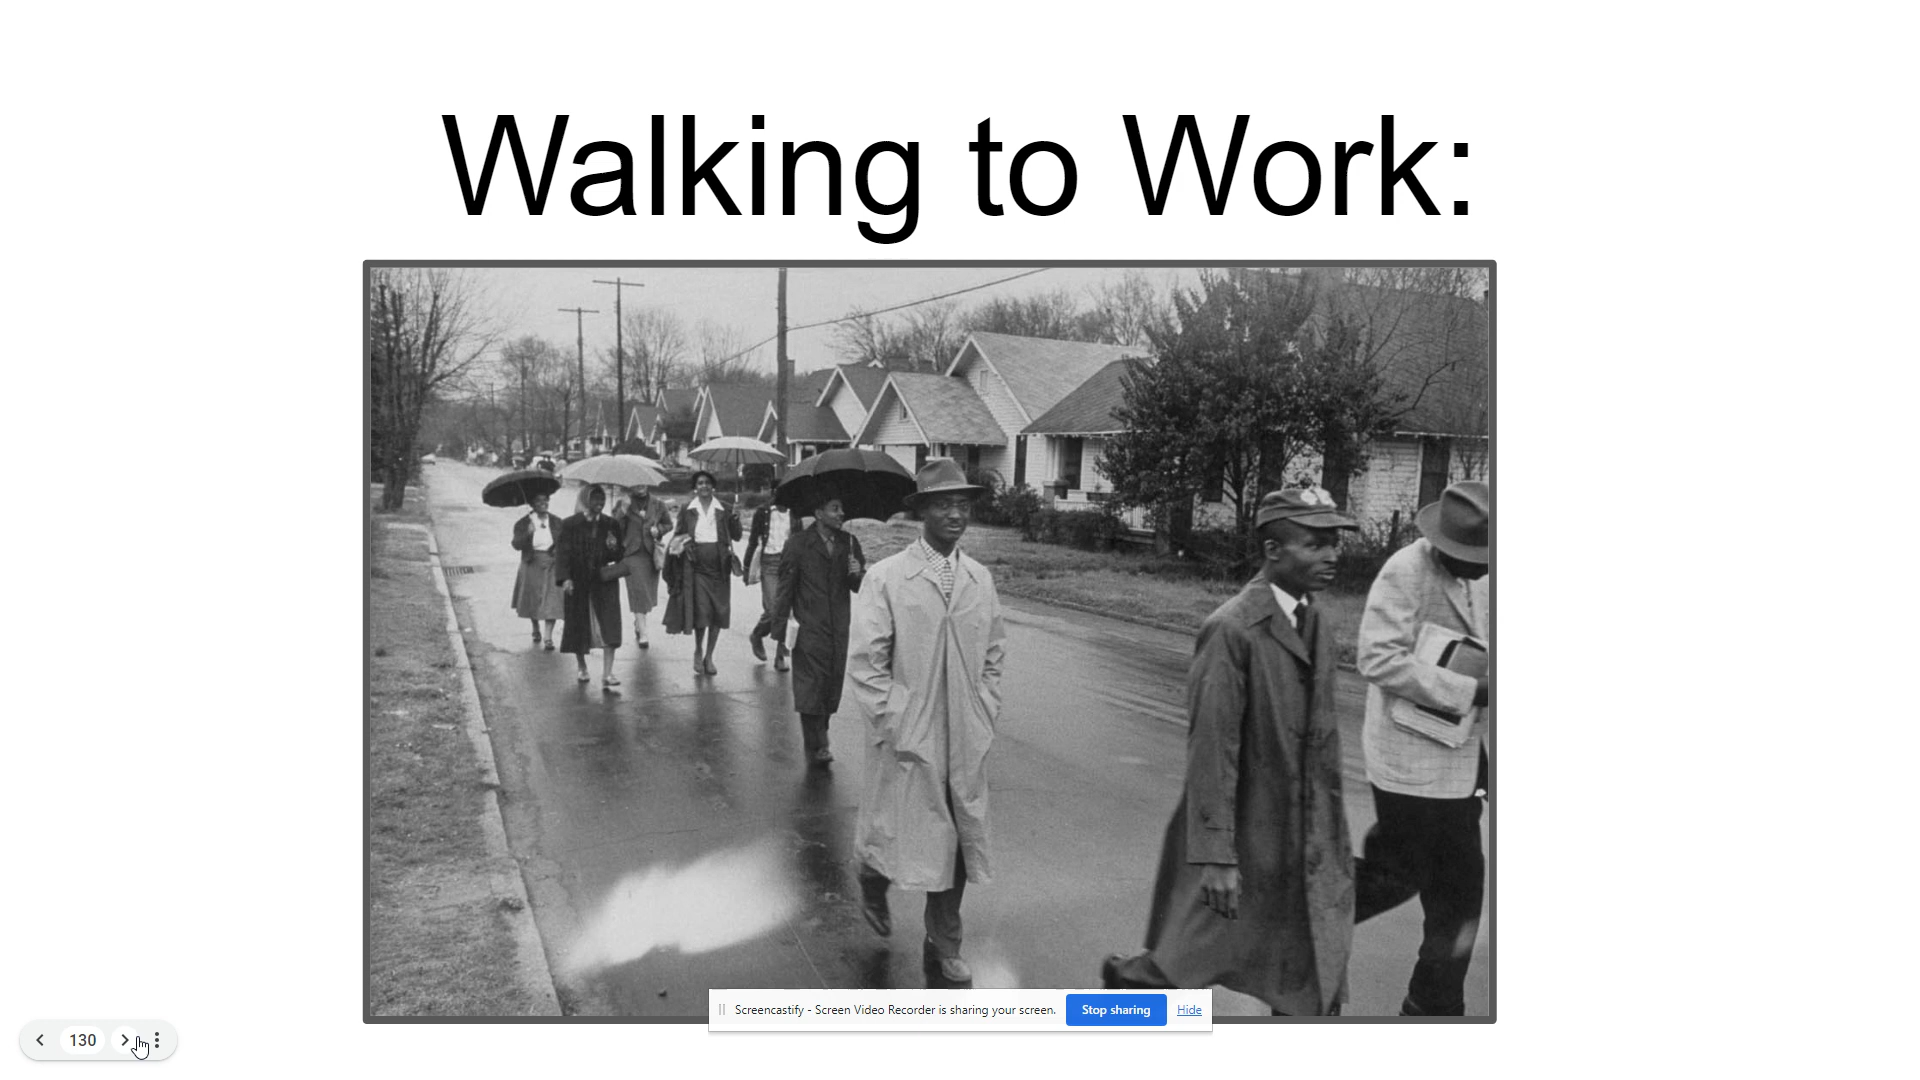 Walking to Work:
Screencastify - Screen Video Recorder is sharing your screen.
Stop sharing
Hide
130